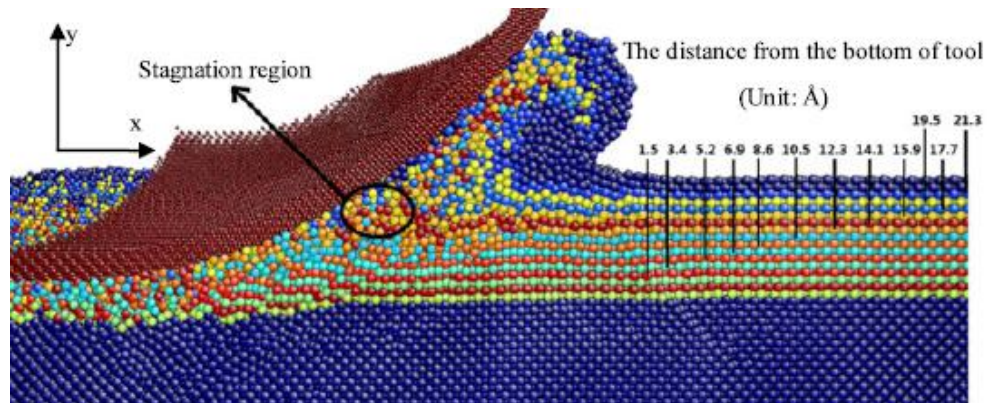 y
The distance from the bottom of tool
Stagnation region
(Unit: Å)
x
19.5 21.3
1.5 3.4 5.2 6.9 8.6 10.5 12.3 14.1 15.9 17.7